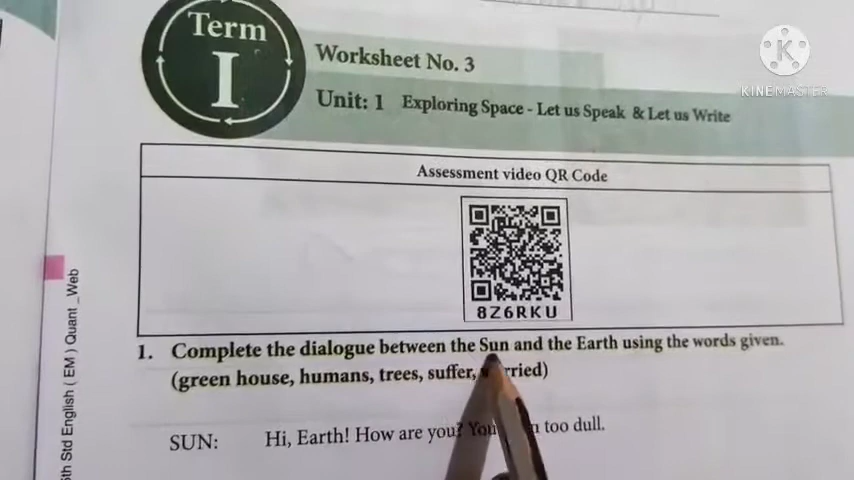 Term
I
Worksheet No. 3
Unit: 1 Exploring Space - Let us Speak & Let us Write
KINEMASTER
Assessment video QR Code
8Z6RKU
1. Complete the dialogue between the Sun and the Earth using the words given.
(green house, humans, trees, suffer, rried)
SUN: Hi, Earth! How are you? You too dull.
th Std English ( EM ) Quant _Web